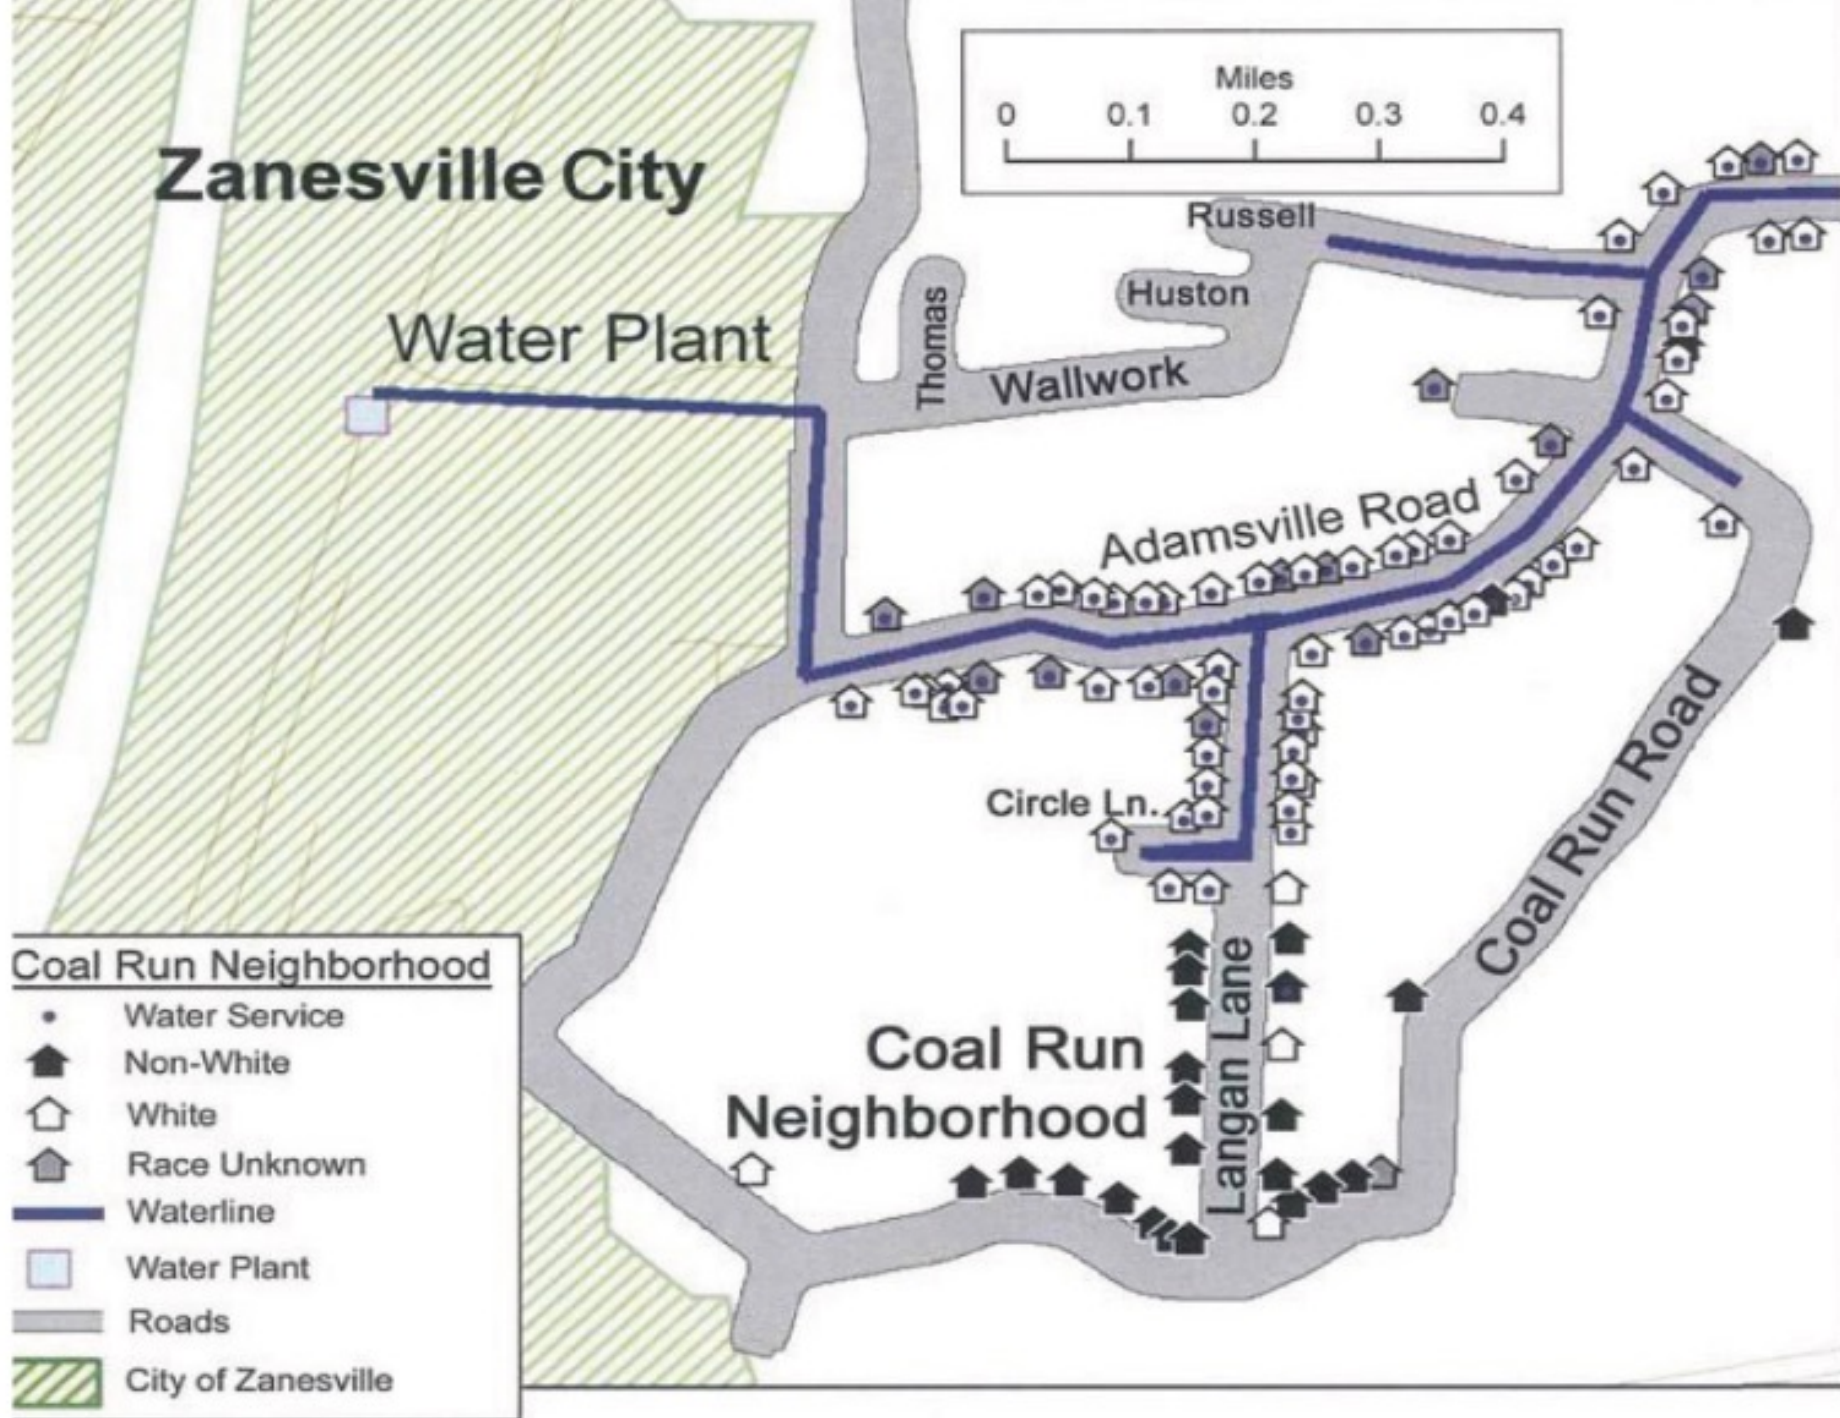 Miles
0 0.1 0.2 0.3 0.4
Zanesville City
Russell
Huston
Thomas
Water Plant
Wallwork
Adamsville Road
Circle Ln.
Coal Run Road
Langan Lane
Coal Run
Neighborhood
Coal Run Neighborhood
Water Service
Non-White
White
Race Unknown
Waterline
Water Plant
Roads
City of Zanesville